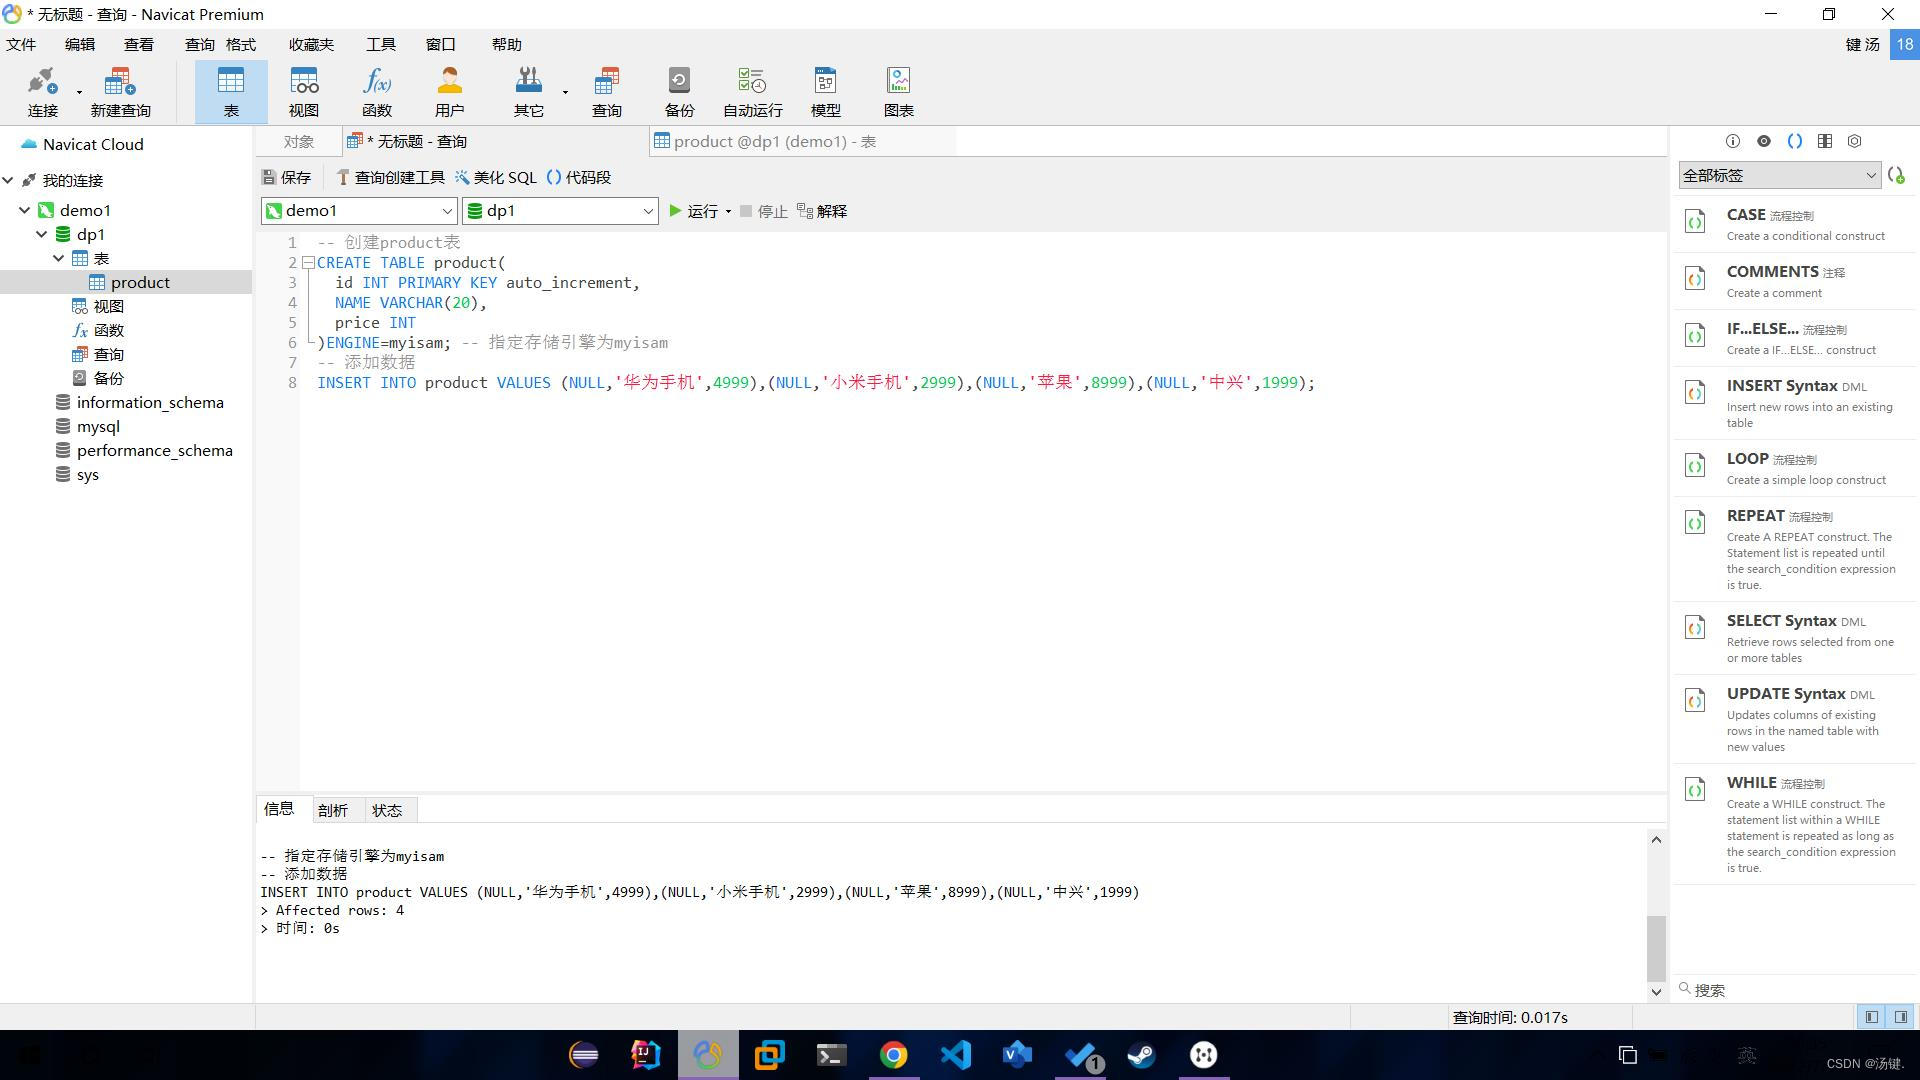 * 无标题 - 查询 - Navicat Premium
文件 编辑 查看 查询 格式 收藏夹 工具 窗口 帮助 键 汤 18
连接 新建查询 表 视图 函数 用户 其它 查询 备份 自动运行 模型 图表
Navicat Cloud
我的连接
demo1
dp1
表
product
视图
函数
查询
备份
information_schema
mysql
performance_schema
sys
对象 * 无标题 - 查询 product @dp1 (demo1) - 表
保存 查询创建工具 美化 SQL 代码段
demo1 dp1 运行 停止 解释
1 -- 创建product表
2 CREATE TABLE product(
3 id INT PRIMARY KEY auto_increment,
4 NAME VARCHAR(20),
5 price INT
6 )ENGINE=myisam; -- 指定存储引擎为myisam
7 -- 添加数据
8 INSERT INTO product VALUES (NULL,'华为手机',4999),(NULL,'小米手机',2999),(NULL,'苹果',8999),(NULL,'中兴',1999);
信息 剖析 状态
-- 指定存储引擎为myisam
-- 添加数据
INSERT INTO product VALUES (NULL,'华为手机',4999),(NULL,'小米手机',2999),(NULL,'苹果',8999),(NULL,'中兴',1999)
> Affected rows: 4
> 时间: 0s
全部标签
CASE 流程控制
Create a conditional construct
COMMENTS 注释
Create a comment
IF...ELSE... 流程控制
Create a IF...ELSE... construct
INSERT Syntax DML
Insert new rows into an existing
table
LOOP 流程控制
Create a simple loop construct
REPEAT 流程控制
Create A REPEAT construct. The
Statement list is repeated until
the search_condition expression
is true.
SELECT Syntax DML
Retrieve rows selected from one
or more tables
UPDATE Syntax DML
Updates columns of existing
rows in the named table with
new values
WHILE 流程控制
Create a WHILE construct. The
statement list within a WHILE
statement is repeated as long as
the search_condition expression
is true.
搜索
查询时间: 0.017s
1
英
CSDN @汤键.